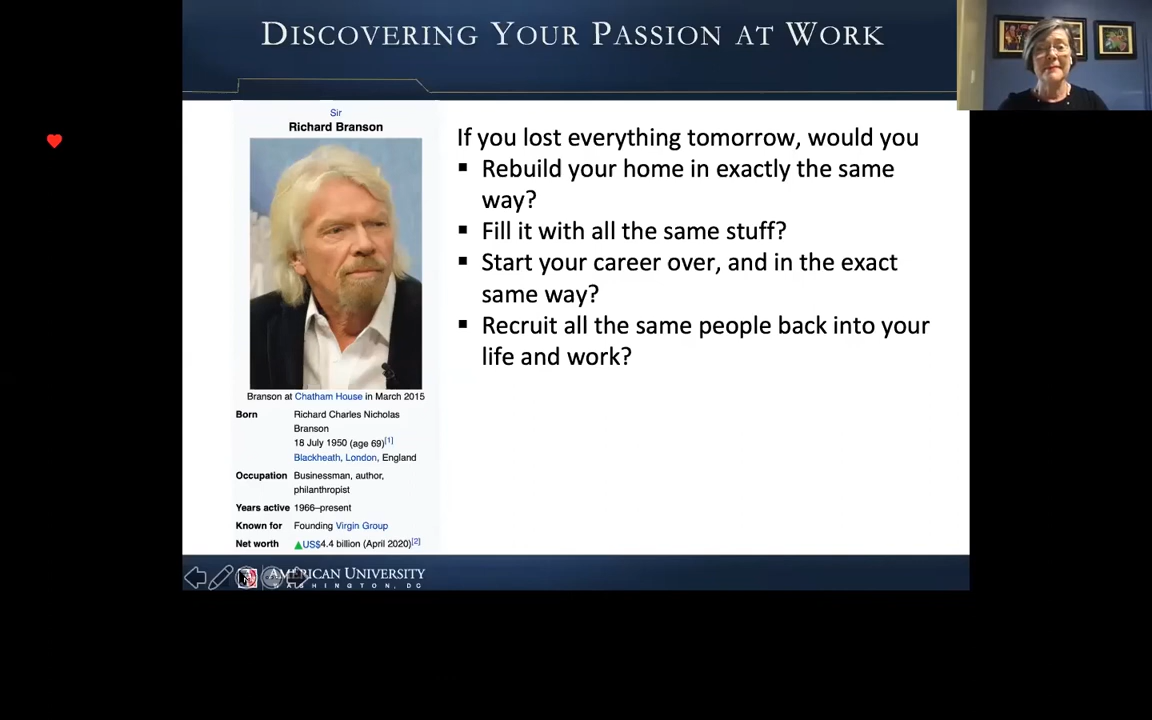 DISCOVERING YOUR PASSION AT WORK
Sir
Richard Branson
Branson at Chatham House in March 2015
Born Richard Charles Nicholas
Branson
18 July 1950 (age 69)[1]
Blackheath, London, England
Occupation Businessman, author,
philanthropist
Years active 1966–present
Known for Founding Virgin Group
Net worth ▲US$4.4 billion (April 2020)[2]
If you lost everything tomorrow, would you
▪ Rebuild your home in exactly the same
way?
▪ Fill it with all the same stuff?
▪ Start your career over, and in the exact
same way?
▪ Recruit all the same people back into your
life and work?
AMERICAN UNIVERSITY
WASHINGTON, DC